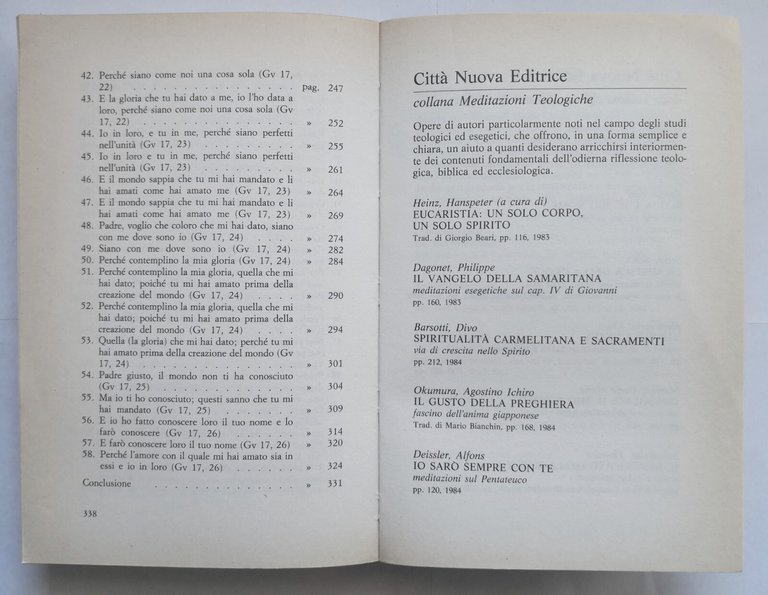 42. Perché siano come noi una cosa sola (Gv 17,
22) . . . . . . . . . . . . . . . . pag. 247
43. E la gloria che tu hai dato a me, io l'ho data a
loro, perché siano come noi una cosa sola (Gv
17, 22) . . . . . . . . . . . . . . » 252
44. Io in loro, e tu in me, perché siano perfetti
nell'unità (Gv 17, 23) . . . . . . . . . » 255
45. Io in loro e tu in me, perché siano perfetti
nell'unità (Gv 17, 23) . . . . . . . . . » 261
46. E il mondo sappia che tu mi hai mandato e li
hai amati come hai amato me (Gv 17, 23) » 264
47. E il mondo sappia che tu mi hai mandato e li
hai amati come hai amato me (Gv 17, 23) » 269
48. Padre, voglio che coloro che mi hai dato, siano
con me dove sono io (Gv 17, 24) . . . . » 274
49. Siano con me dove sono io (Gv 17, 24) » 282
50. Perché contemplino la mia gloria (Gv 17, 24) » 284
51. Perché contemplino la mia gloria, quella che mi
hai dato; poiché tu mi hai amato prima della
creazione del mondo (Gv 17, 24) . . . . » 290
52. Perché contemplino la mia gloria, quella che mi
hai dato; poiché tu mi hai amato prima della
creazione del mondo (Gv 17, 24) . . . . » 294
53. Quella (la gloria) che mi hai dato; perché tu mi
hai amato prima della creazione del mondo (Gv
17, 24) . . . . . . . . . . . . . . » 301
54. Padre giusto, il mondo non ti ha conosciuto
(Gv 17, 25) . . . . . . . . . . . . » 304
55. Ma io ti ho conosciuto; questi sanno che tu mi
hai mandato (Gv 17, 25) . . . . . . . . » 309
56. E io ho fatto conoscere loro il tuo nome e lo
farò conoscere (Gv 17, 26) . . . . . . . » 314
57. E farò conoscere loro il tuo nome (Gv 17, 26) » 320
58. Perché l'amore con il quale mi hai amato sia in
essi e io in loro (Gv 17, 26) . . . . . . » 324
Conclusione . . . . . . . . . . . . . » 331
338
Città Nuova Editrice
collana Meditazioni Teologiche
Opere di autori particolarmente noti nel campo degli studi
teologici ed esegetici, che offrono, in una forma semplice e
chiara, un aiuto a quanti desiderano arricchirsi interiormen-
te dei contenuti fondamentali dell'odierna riflessione teolo-
gica, biblica ed ecclesiologica.
Heinz, Hanspeter (a cura di)
EUCARISTIA: UN SOLO CORPO,
UN SOLO SPIRITO
Trad. di Giorgio Beari, pp. 116, 1983
Dagonet, Philippe
IL VANGELO DELLA SAMARITANA
meditazioni esegetiche sul cap. IV di Giovanni
pp. 160, 1983
Barsotti, Divo
SPIRITUALITÀ CARMELITANA E SACRAMENTI
via di crescita nello Spirito
pp. 212, 1984
Okumura, Agostino Ichiro
IL GUSTO DELLA PREGHIERA
fascino dell'anima giapponese
Trad. di Mario Bianchin, pp. 168, 1984
Deissler, Alfons
IO SARÒ SEMPRE CON TE
meditazioni sul Pentateuco
pp. 120, 1984